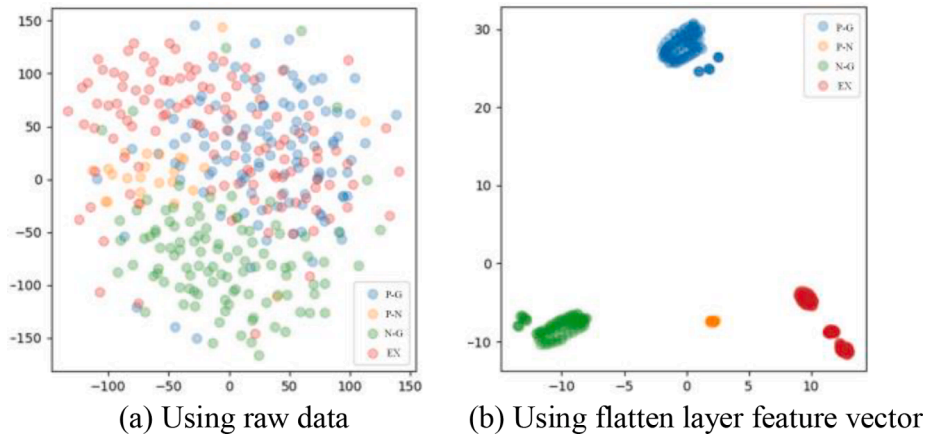 150
100
50
0
−50
−100
−150
−100
−50
0
50
100
150
P-G
P-N
N-G
EX
(a) Using raw data
30
20
10
0
−10
−10
−5
0
5
10
P-G
P-N
N-G
EX
(b) Using flatten layer feature vector